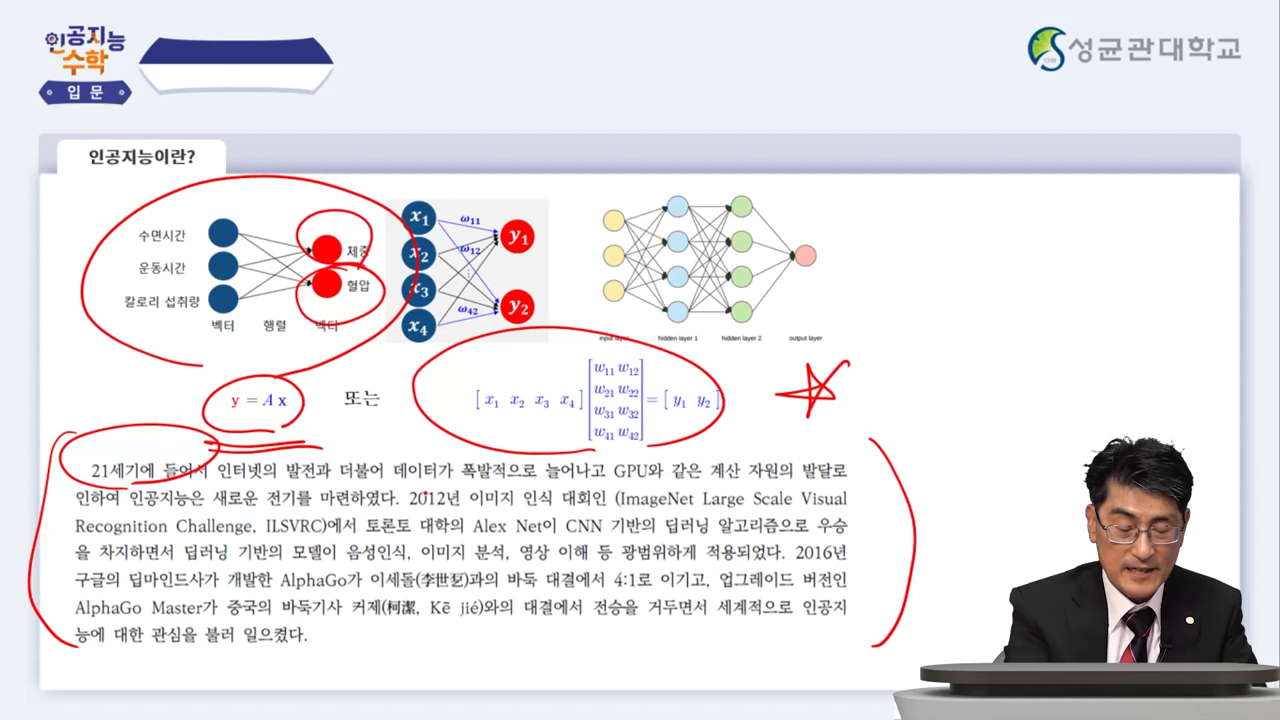 인공지능
수학
입 문
1398
성균관대학교
인공지능이란?
수면시간
운동시간
칼로리 섭취량
체중
혈압
벡터 행렬 벡터
x₁
x₂
x₃
x₄
ω₁₁
ω₁₂
⋮
ω₄₂
y₁
y₂
input layer hidden layer 1 hidden layer 2 output layer
y = A x 또는 [ x₁ x₂ x₃ x₄ ] [ w₁₁ w₁₂
w₂₁ w₂₂
w₃₁ w₃₂
w₄₁ w₄₂ ] = [ y₁ y₂ ]
21세기에 들어서 인터넷의 발전과 더불어 데이터가 폭발적으로 늘어나고 GPU와 같은 계산 자원의 발달로
인하여 인공지능은 새로운 전기를 마련하였다. 2012년 이미지 인식 대회인 (ImageNet Large Scale Visual
Recognition Challenge, ILSVRC)에서 토론토 대학의 Alex Net이 CNN 기반의 딥러닝 알고리즘으로 우승
을 차지하면서 딥러닝 기반의 모델이 음성인식, 이미지 분석, 영상 이해 등 광범위하게 적용되었다. 2016년
구글의 딥마인드사가 개발한 AlphaGo가 이세돌(李世乭)과의 바둑 대결에서 4:1로 이기고, 업그레이드 버전인
AlphaGo Master가 중국의 바둑기사 커제(柯潔, Kē jié)와의 대결에서 전승을 거두면서 세계적으로 인공지
능에 대한 관심을 불러 일으켰다.